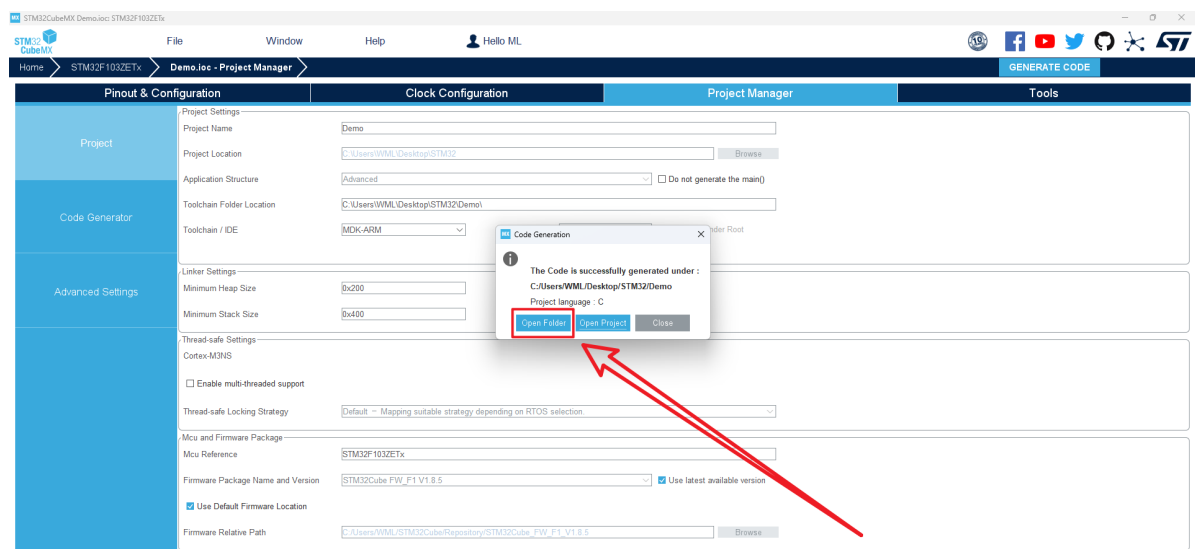 MX STM32CubeMX Demo.ioc: STM32F103ZETx
STM32 CubeMX File Window Help Hello ML 10
Home STM32F103ZETx Demo.ioc - Project Manager GENERATE CODE
Pinout & Configuration Clock Configuration Project Manager Tools
Project
Code Generator
Advanced Settings
Project Settings
Project Name Demo
Project Location C:\Users\WML\Desktop\STM32 Browse
Application Structure Advanced Do not generate the main()
Toolchain Folder Location C:\Users\WML\Desktop\STM32\Demo\
Toolchain / IDE MDK-ARM nder Root
Linker Settings
Minimum Heap Size 0x200
Minimum Stack Size 0x400
MX Code Generation
The Code is successfully generated under :
C:/Users/WML/Desktop/STM32/Demo
Project language : C
Open Folder Open Project Close
Thread-safe Settings
Cortex-M3NS
Enable multi-threaded support
Thread-safe Locking Strategy Default - Mapping suitable strategy depending on RTOS selection.
Mcu and Firmware Package
Mcu Reference STM32F103ZETx
Firmware Package Name and Version STM32Cube FW_F1 V1.8.5 Use latest available version
Use Default Firmware Location
Firmware Relative Path C:/Users/WML/STM32Cube/Repository/STM32Cube_FW_F1_V1.8.5 Browse